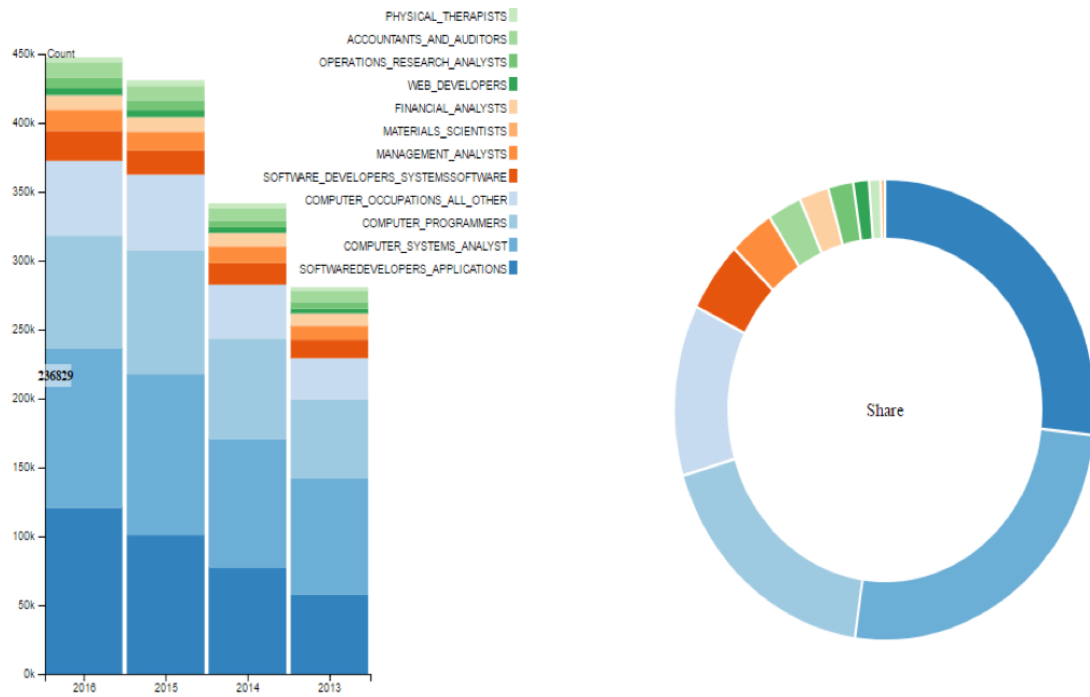 PHYSICAL_THERAPISTS
ACCOUNTANTS_AND_AUDITORS
OPERATIONS_RESEARCH_ANALYSTS
WEB_DEVELOPERS
FINANCIAL_ANALYSTS
MATERIALS_SCIENTISTS
MANAGEMENT_ANALYSTS
SOFTWARE_DEVELOPERS_SYSTEMSSOFTWARE
COMPUTER_OCCUPATIONS_ALL_OTHER
COMPUTER_PROGRAMMERS
COMPUTER_SYSTEMS_ANALYST
SOFTWAREDEVELOPERS_APPLICATIONS
450k Count
400k
350k
300k
250k
236829
200k
150k
100k
50k
0k
2016 2015 2014 2013
Share